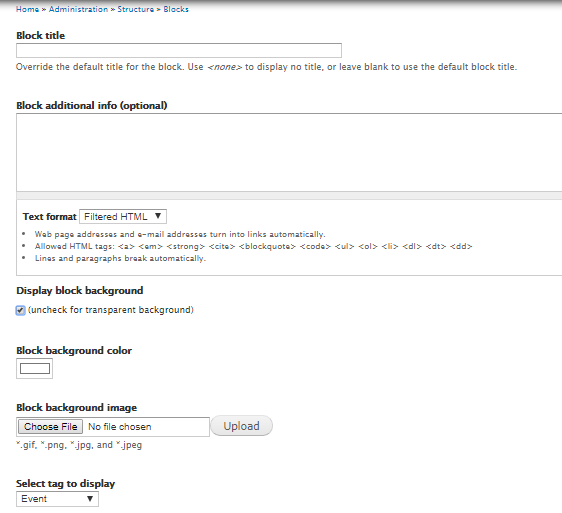 Home » Administration » Structure » Blocks
Block title
Override the default title for the block. Use <none> to display no title, or leave blank to use the default block title.
Block additional info (optional)
Text format Filtered HTML
• Web page addresses and e-mail addresses turn into links automatically.
• Allowed HTML tags: <a> <em> <strong> <cite> <blockquote> <code> <ul> <ol> <li> <dl> <dt> <dd>
• Lines and paragraphs break automatically.
Display block background
(uncheck for transparent background)
Block background color
Block background image
Choose File No file chosen Upload
*.gif, *.png, *.jpg, and *.jpeg
Select tag to display
Event